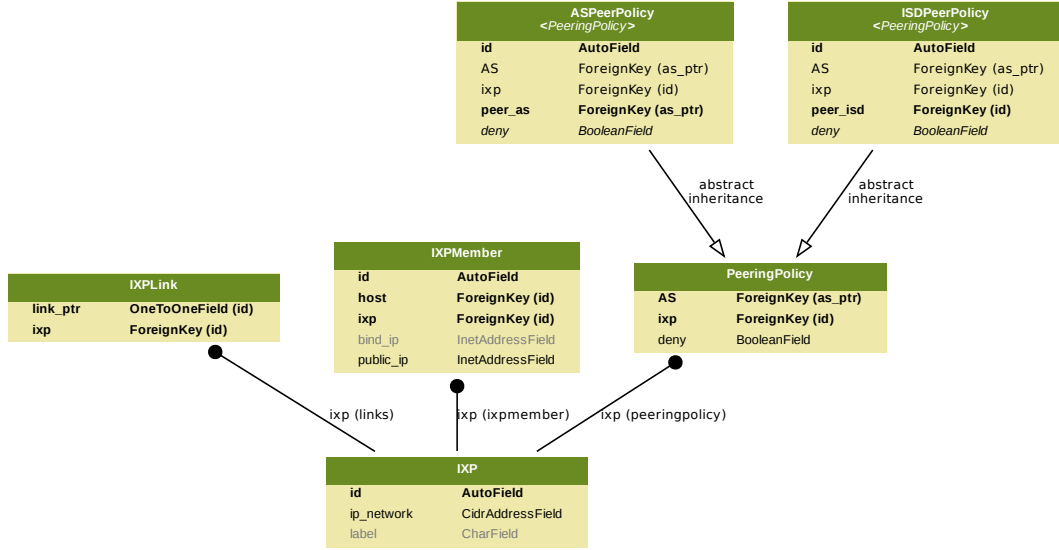 ASPeerPolicy
<PeeringPolicy>
id AutoField
AS ForeignKey (as_ptr)
ixp ForeignKey (id)
peer_as ForeignKey (as_ptr)
deny BooleanField
ISDPeerPolicy
<PeeringPolicy>
id AutoField
AS ForeignKey (as_ptr)
ixp ForeignKey (id)
peer_isd ForeignKey (id)
deny BooleanField
abstract
inheritance
abstract
inheritance
IXPLink
link_ptr OneToOneField (id)
ixp ForeignKey (id)
IXPMember
id AutoField
host ForeignKey (id)
ixp ForeignKey (id)
bind_ip InetAddressField
public_ip InetAddressField
PeeringPolicy
AS ForeignKey (as_ptr)
ixp ForeignKey (id)
deny BooleanField
ixp (links)
ixp (ixpmember)
ixp (peeringpolicy)
IXP
id AutoField
ip_network CidrAddressField
label CharField